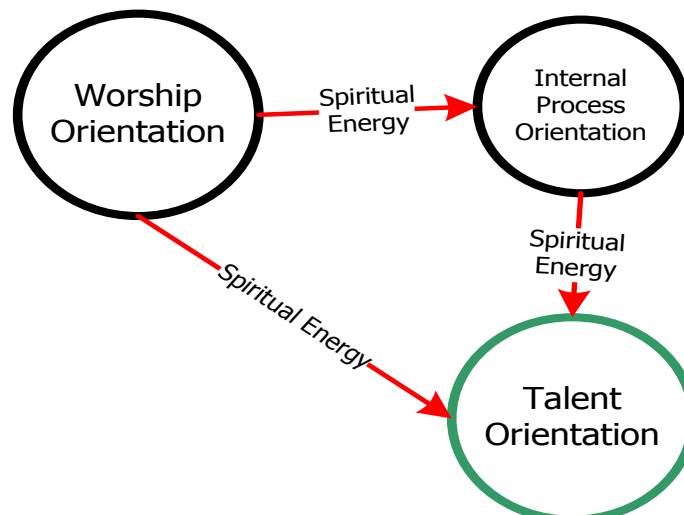 Worship
Orientation
Spiritual
Energy
Internal
Process
Orientation
Spiritual
Energy
Spiritual Energy
Talent
Orientation